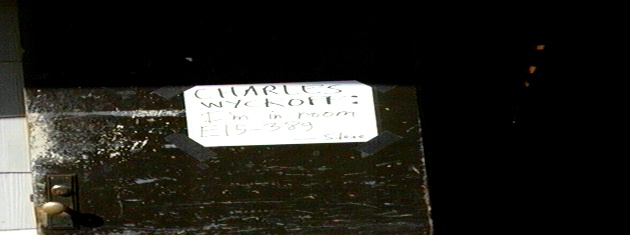 CHARLES
WYCKOFF:
I'm in room
E15-389
- Steve